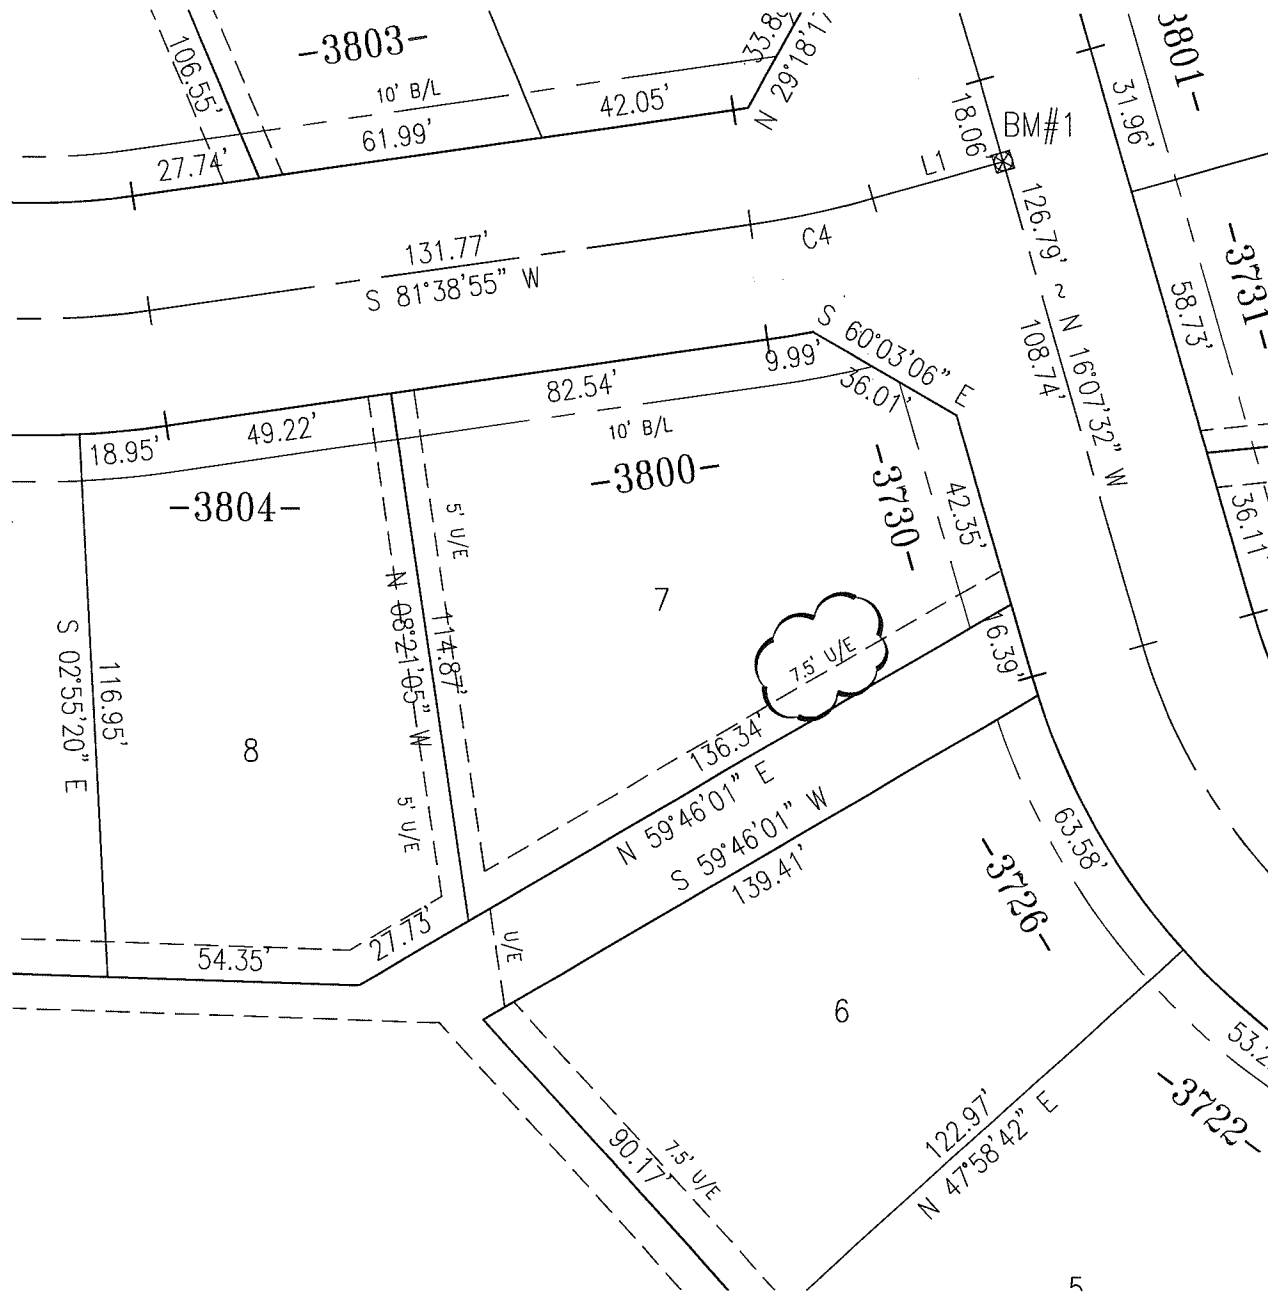 -3803-
106.55'
10' B/L
61.99'
42.05'
33.8
N 29°18'17
27.74'
3801-
31.96'
18.06'
BM#1
L1
C4
131.77'
S 81°38'55" W
126.79' ~ N 16°07'32" W
108.74'
-3731-
58.73'
36.11'
S 60°03'06" E
36.01'
9.99'
82.54'
10' B/L
-3800-
49.22'
18.95'
-3804-
-3730-
42.35'
5' U/E
7
N 08°21'05" W
114.87'
S 02°55'20" E
116.95'
8
5' U/E
7.5' U/E
16.39'
136.34'
N 59°46'01" E
S 59°46'01" W
139.41'
63.58'
-3726-
27.73'
54.35'
U/E
6
53.2
-3722-
122.97'
N 47°58'42" E
7.5' U/E
90.17'
5